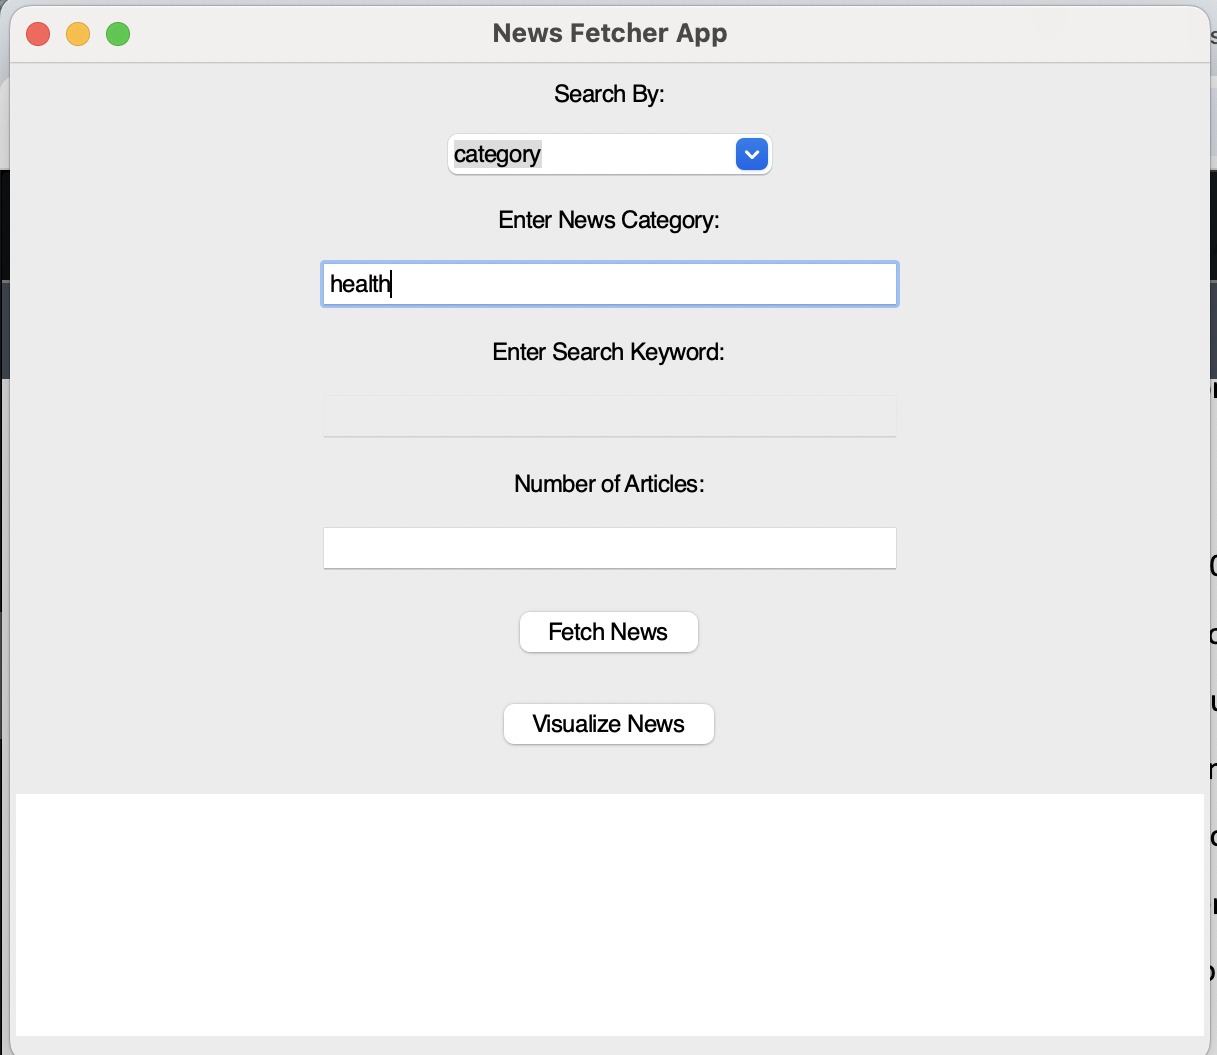 News Fetcher App
Search By:
category
Enter News Category:
health
Enter Search Keyword:
Number of Articles:
Fetch News
Visualize News